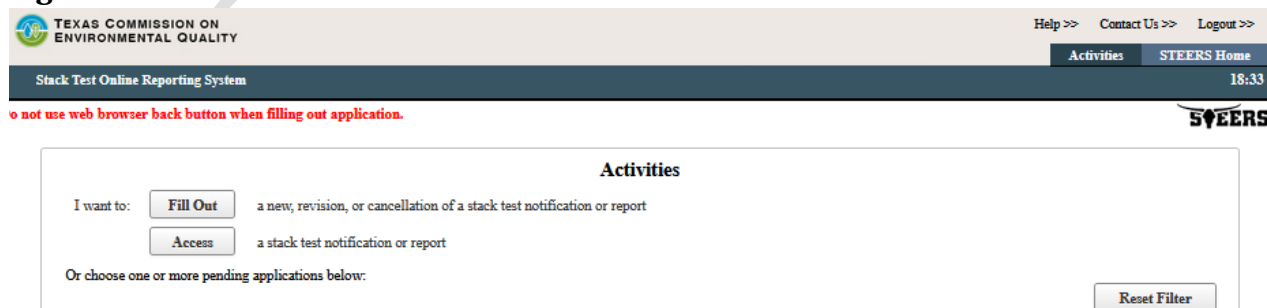 TEXAS COMMISSION ON
ENVIRONMENTAL QUALITY
Help >> Contact Us >> Logout >>
Activities STEERS Home
Stack Test Online Reporting System 18:33
o not use web browser back button when filling out application.
STEERS
Activities
I want to: Fill Out a new, revision, or cancellation of a stack test notification or report
Access a stack test notification or report
Or choose one or more pending applications below:
Reset Filter